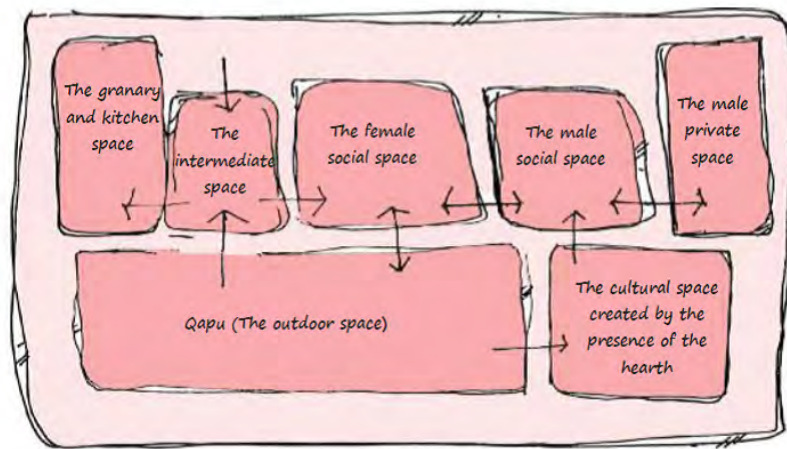 The granary
and kitchen
space
The
intermediate
space
The female
social space
The male
social space
The male
private
space
Qapu (The outdoor space)
The cultural space
created by the
presence of the
hearth